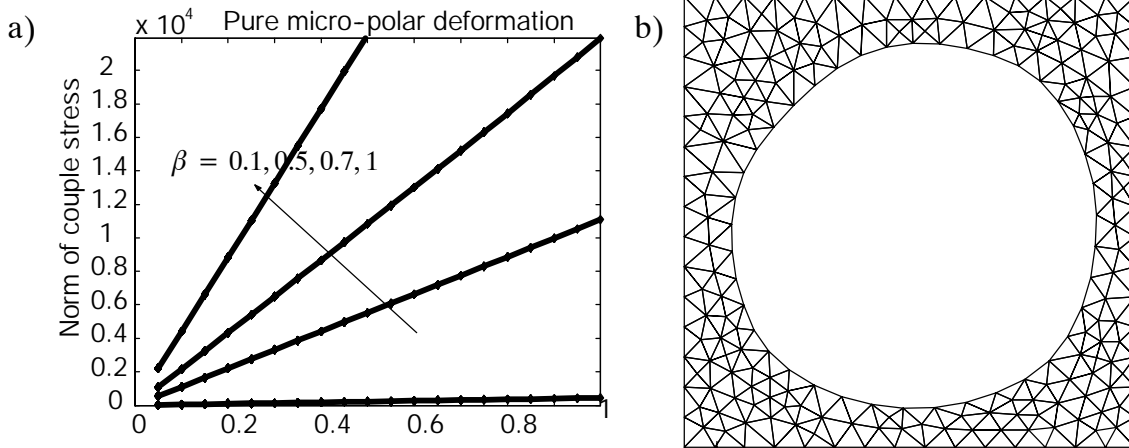 a)
x 10⁴ Pure micro-polar deformation
b)
Norm of couple stress
2
1.8
1.6
1.4
1.2
1
0.8
0.6
0.4
0.2
0
β = 0.1, 0.5, 0.7, 1
0 0.2 0.4 0.6 0.8 1